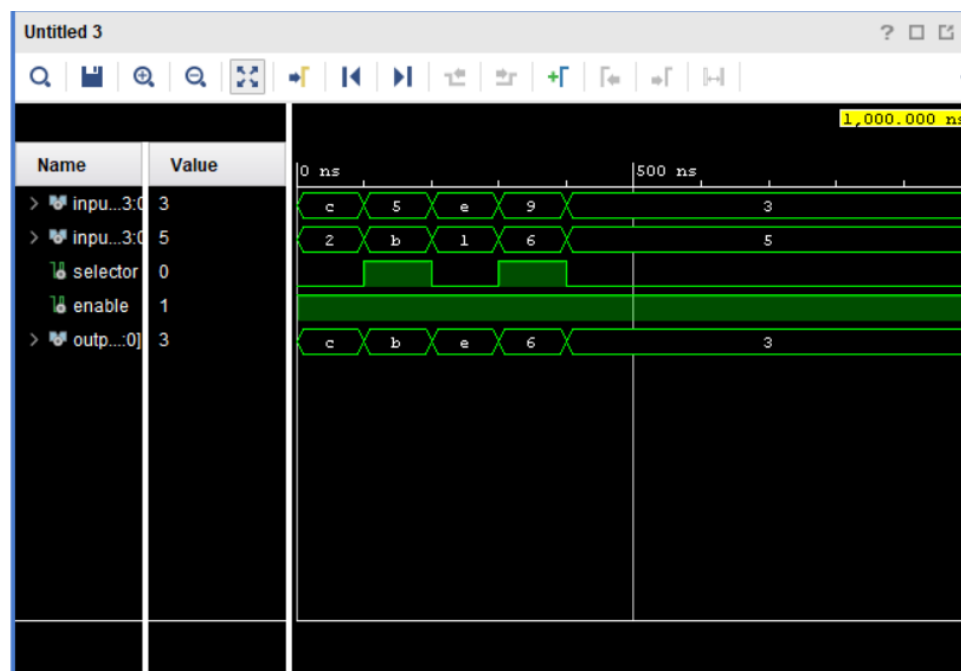 Untitled 3
?
1,000.000 ns
Name Value
0 ns 500 ns
inpu...3:0 3 c 5 e 9 3
inpu...3:0 5 2 b 1 6 5
selector 0
enable 1
outp...:0] 3 c b e 6 3